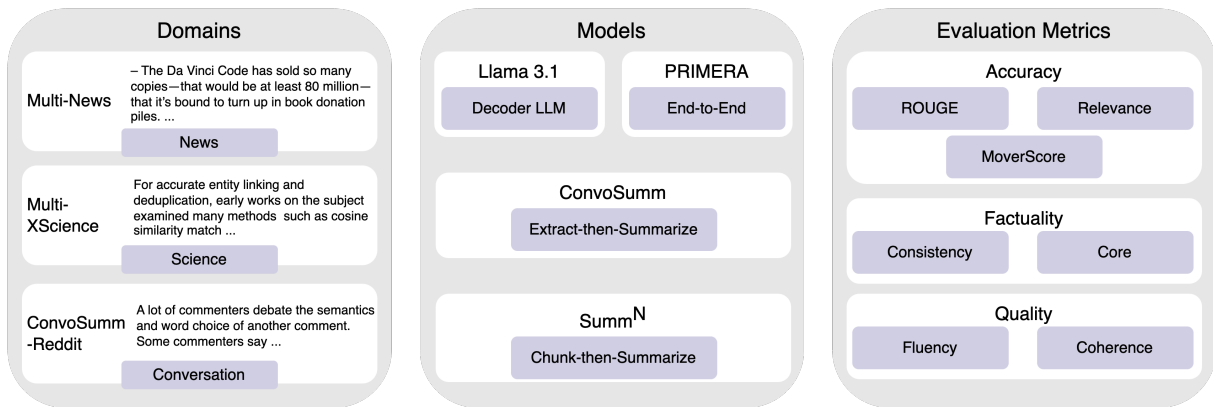 Domains
Multi-News
– The Da Vinci Code has sold so many
copies—that would be at least 80 million—
that it's bound to turn up in book donation
piles. ...
News
Multi-
XScience
For accurate entity linking and
deduplication, early works on the subject
examined many methods such as cosine
similarity match ...
Science
ConvoSumm
-Reddit
A lot of commenters debate the semantics
and word choice of another comment.
Some commenters say ...
Conversation
Models
Llama 3.1
Decoder LLM
PRIMERA
End-to-End
ConvoSumm
Extract-then-Summarize
Summ^N
Chunk-then-Summarize
Evaluation Metrics
Accuracy
ROUGE
Relevance
MoverScore
Factuality
Consistency
Core
Quality
Fluency
Coherence